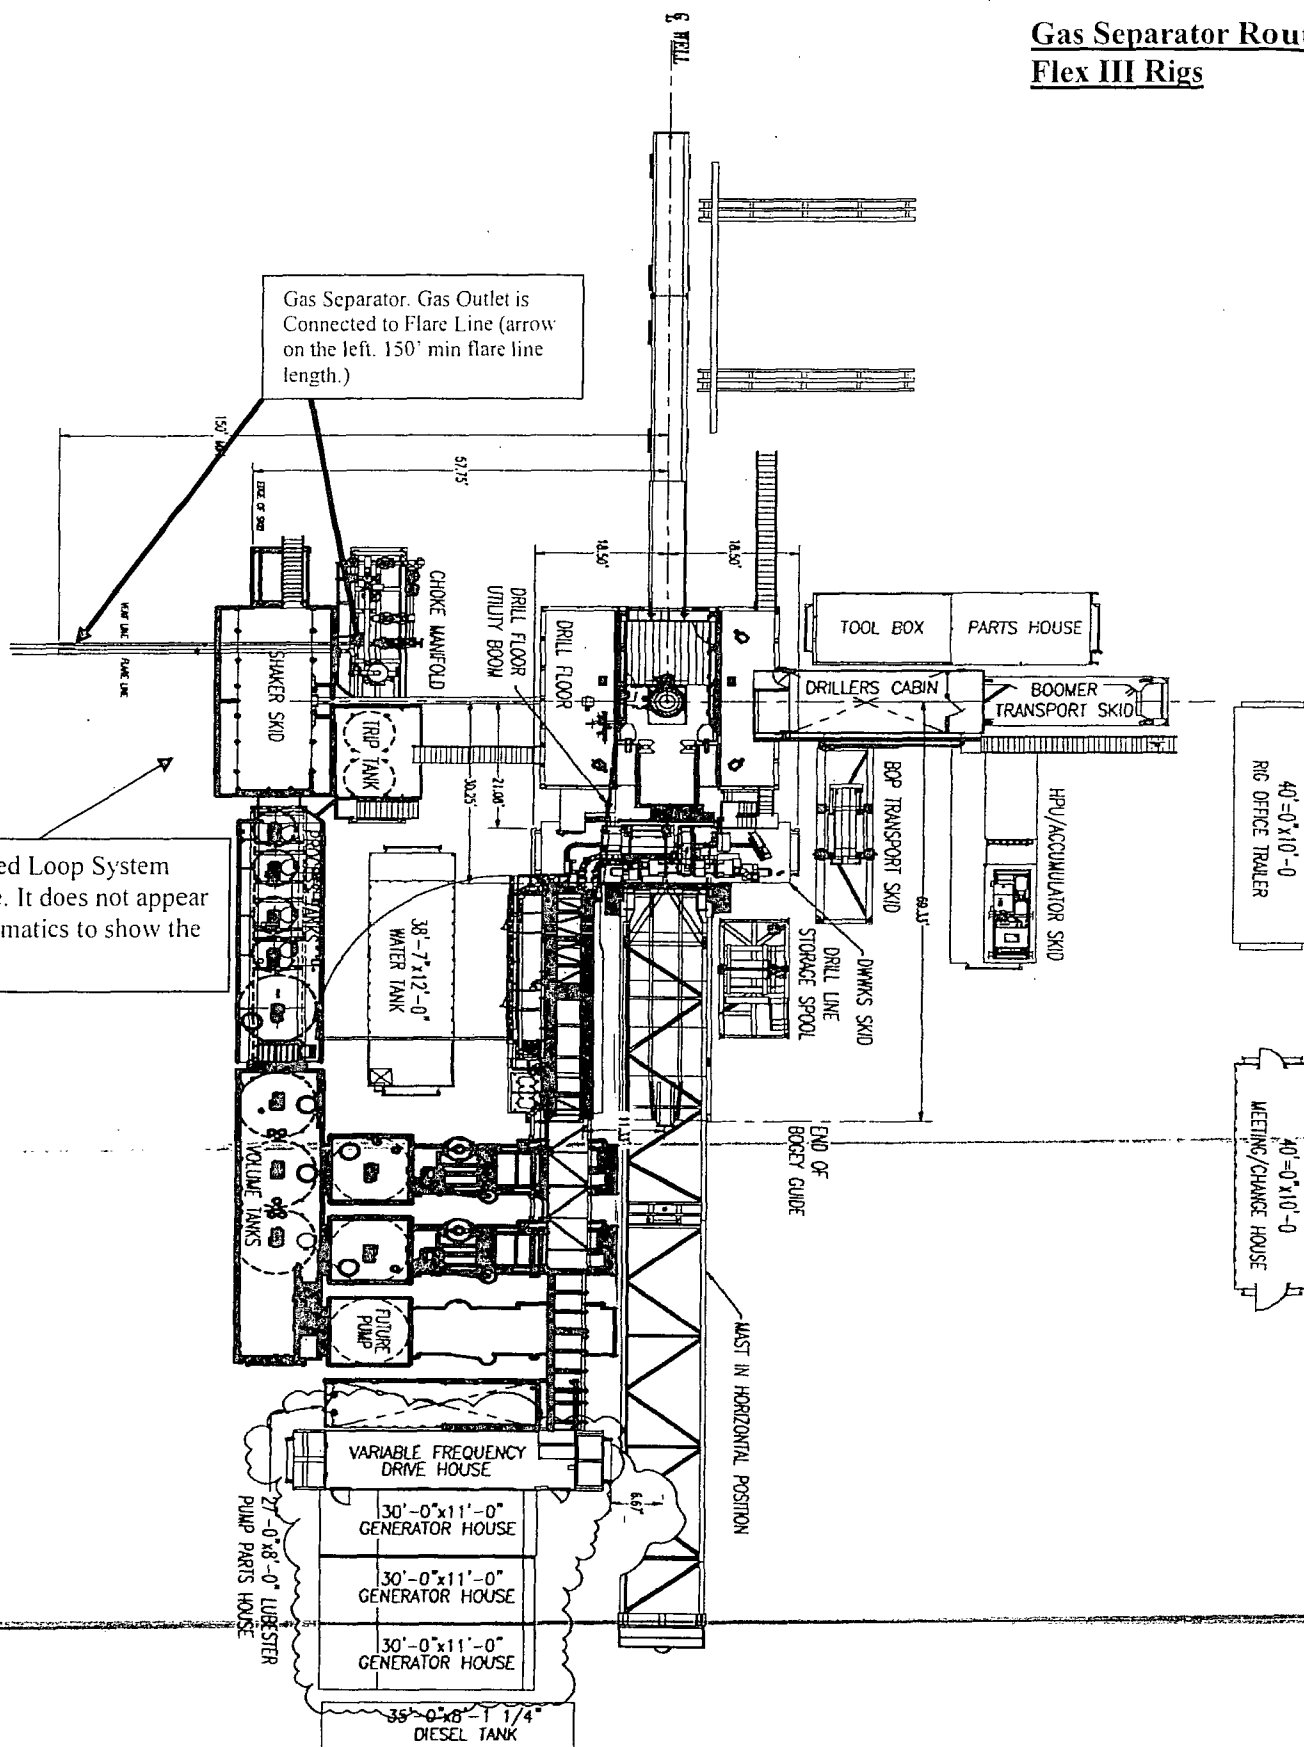 Gas Separator Rou
Flex III Rigs
℄ WELL
Gas Separator. Gas Outlet is
Connected to Flare Line (arrow
on the left. 150' min flare line
length.)
150'
57.75'
EDGE OF SKID
18.50'
18.50'
CHOKE MANIFOLD
DRILL FLOOR
UTILITY BOOM
DRILL FLOOR
TOOL BOX
PARTS HOUSE
VENT LINE
FLARE LINE
SHAKER SKID
TRIP
TANK
DRILLERS CABIN
BOOMER
TRANSPORT SKID
30.25'
21.00'
BOP TRANSPORT SKID
HPU/ACCUMULATOR SKID
40'=0"x10'-0
RIG OFFICE TRAILER
ed Loop System
e. It does not appear
matics to show the
TANKS
38'-7"x12'-0"
WATER TANK
69.33'
DWWKS SKID
DRILL LINE
STORAGE SPOOL
END OF
BOGEY GUIDE
40'=0"x10'-0
MEETING/CHANGE HOUSE
VOLUME TANKS
FUTURE
PUMP
MAST IN HORIZONTAL POSITION
VARIABLE FREQUENCY
DRIVE HOUSE
6.67'
27'-0"x8'-0" LUBESTER
PUMP PARTS HOUSE
30'-0"x11'-0"
GENERATOR HOUSE
30'-0"x11'-0"
GENERATOR HOUSE
30'-0"x11'-0"
GENERATOR HOUSE
35'-0"x8'-1 1/4"
DIESEL TANK